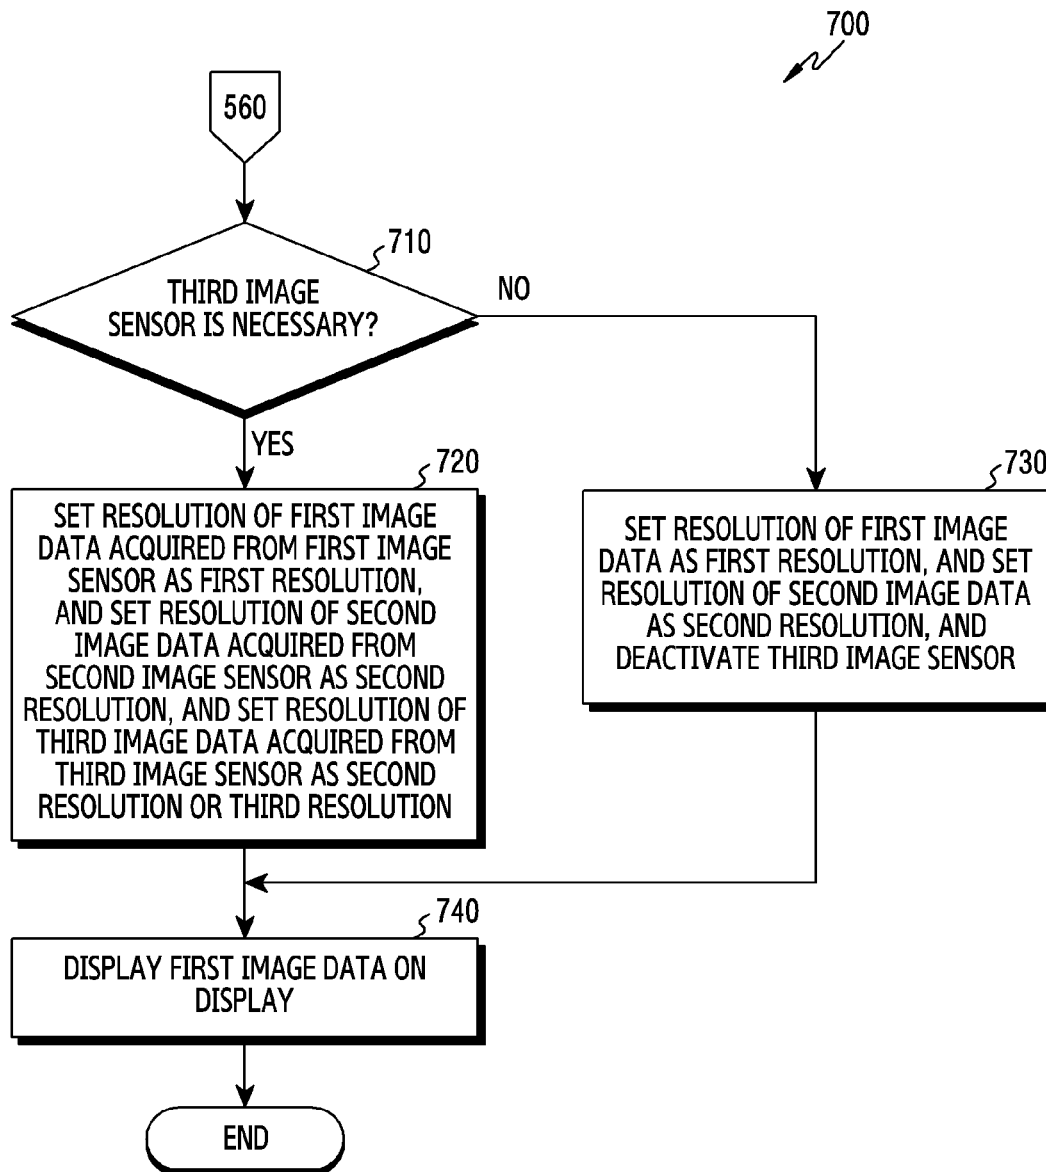 700
560
710
THIRD IMAGE
SENSOR IS NECESSARY?
NO
YES
720
SET RESOLUTION OF FIRST IMAGE
DATA ACQUIRED FROM FIRST IMAGE
SENSOR AS FIRST RESOLUTION,
AND SET RESOLUTION OF SECOND
IMAGE DATA ACQUIRED FROM
SECOND IMAGE SENSOR AS SECOND
RESOLUTION, AND SET RESOLUTION OF
THIRD IMAGE DATA ACQUIRED FROM
THIRD IMAGE SENSOR AS SECOND
RESOLUTION OR THIRD RESOLUTION
730
SET RESOLUTION OF FIRST IMAGE
DATA AS FIRST RESOLUTION, AND SET
RESOLUTION OF SECOND IMAGE DATA
AS SECOND RESOLUTION, AND
DEACTIVATE THIRD IMAGE SENSOR
740
DISPLAY FIRST IMAGE DATA ON
DISPLAY
END